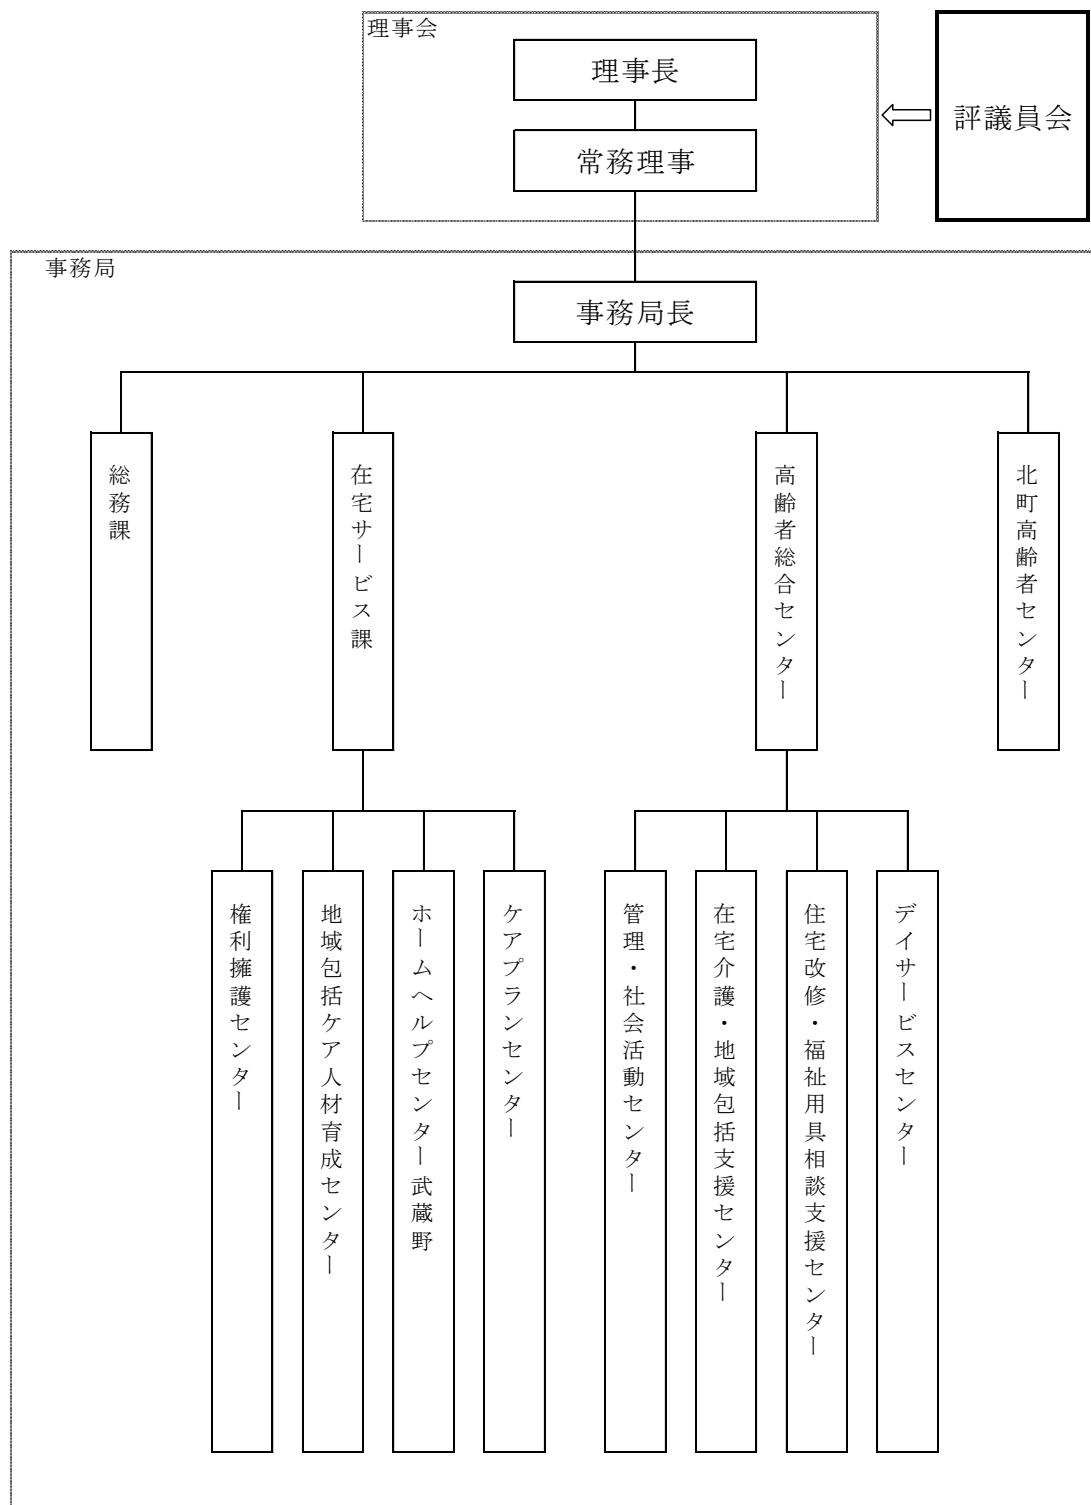 理事会
理事長
評議員会
常務理事
事務局
事務局長
総務課
在宅サービス課
高齢者総合センター
北町高齢者センター
権利擁護センター
地域包括ケア人材育成センター
ホームヘルプセンター武蔵野
ケアプランセンター
管理・社会活動センター
在宅介護・地域包括支援センター
住宅改修・福祉用具相談支援センター
デイサービスセンター